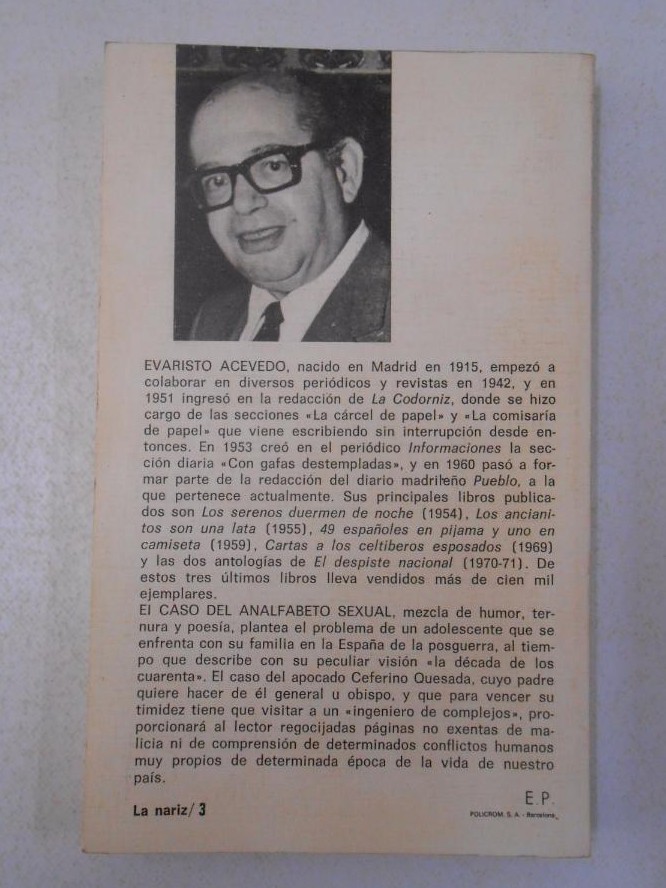 EVARISTO ACEVEDO, nacido en Madrid en 1915, empezó a
colaborar en diversos periódicos y revistas en 1942, y en
1951 ingresó en la redacción de La Codorniz, donde se hizo
cargo de las secciones «La cárcel de papel» y «La comisaría
de papel» que viene escribiendo sin interrupción desde en-
tonces. En 1953 creó en el periódico Informaciones la sec-
ción diaria «Con gafas destempladas», y en 1960 pasó a for-
mar parte de la redacción del diario madrileño Pueblo, a la
que pertenece actualmente. Sus principales libros publica-
dos son Los serenos duermen de noche (1954), Los anciani-
tos son una lata (1955), 49 españoles en pijama y uno en
camiseta (1959), Cartas a los celtiberos esposados (1969)
y las dos antologías de El despiste nacional (1970-71). De
estos tres últimos libros lleva vendidos más de cien mil
ejemplares.
El CASO DEL ANALFABETO SEXUAL, mezcla de humor, ter-
nura y poesía, plantea el problema de un adolescente que se
enfrenta con su familia en la España de la posguerra, al tiem-
po que describe con su peculiar visión «la década de los
cuarenta». El caso del apocado Ceferino Quesada, cuyo padre
quiere hacer de él general u obispo, y que para vencer su
timidez tiene que visitar a un «ingeniero de complejos», pro-
porcionará al lector regocijadas páginas no exentas de ma-
licia ni de comprensión de determinados conflictos humanos
muy propios de determinada época de la vida de nuestro
país.
La nariz/3
E.P.
POLICROM, S. A. - Barcelona